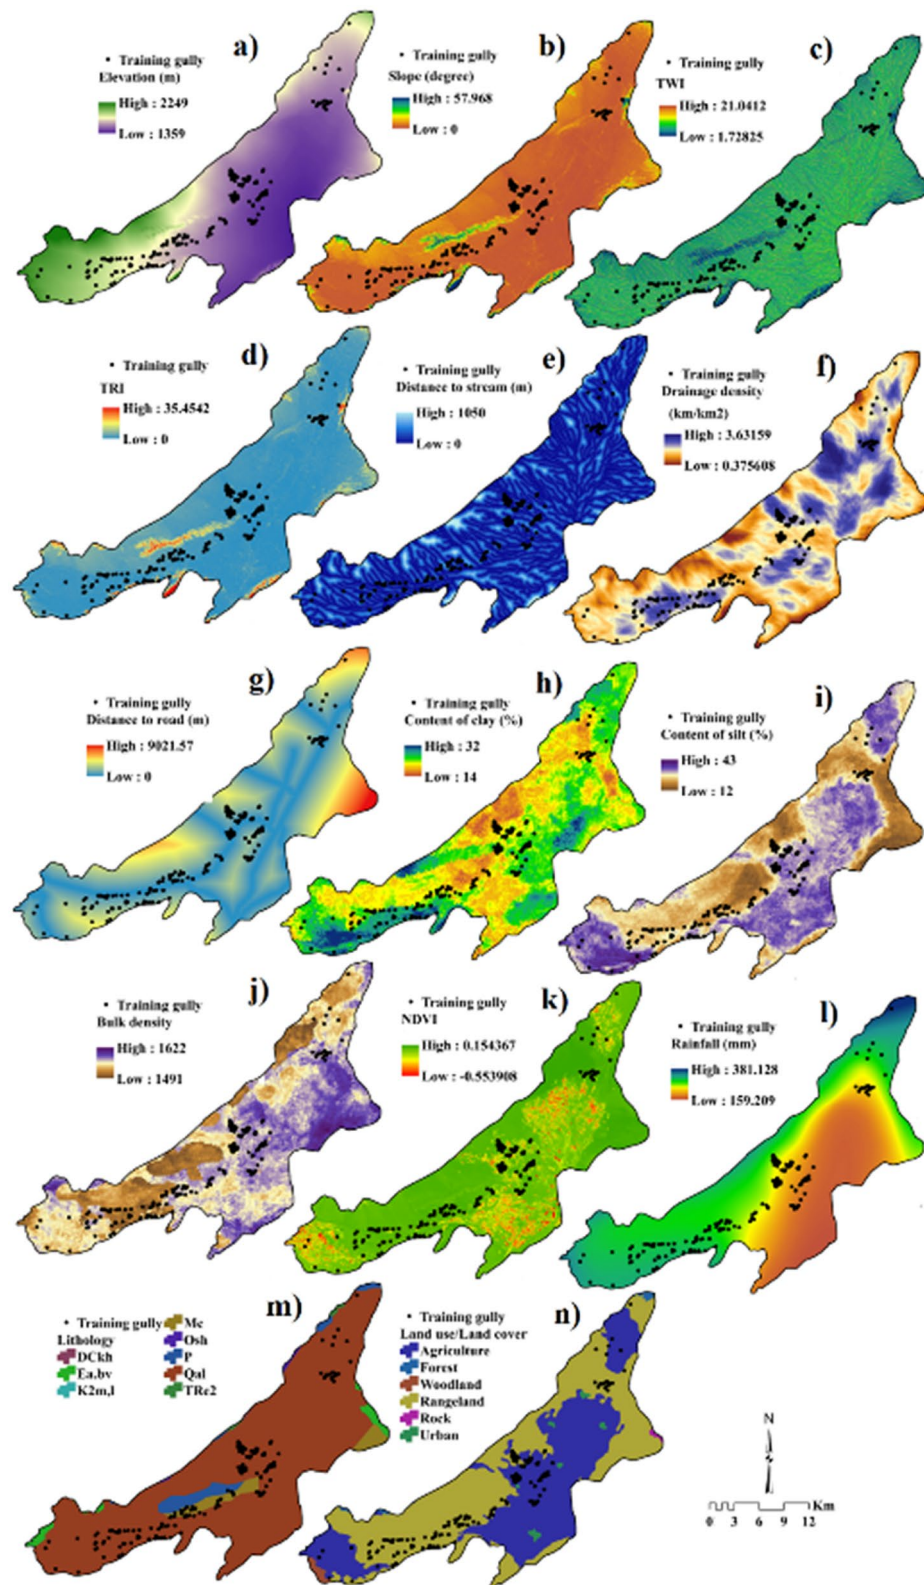 a)
Training gully
Elevation (m)
High : 2249
Low : 1359
b)
Training gully
Slope (degree)
High : 57.968
Low : 0
c)
Training gully
TWI
High : 21.0412
Low : 1.72825
d)
Training gully
TRI
High : 35.4542
Low : 0
e)
Training gully
Distance to stream (m)
High : 1050
Low : 0
f)
Training gully
Drainage density
(km/km2)
High : 3.63159
Low : 0.375608
g)
Training gully
Distance to road (m)
High : 9021.57
Low : 0
h)
Training gully
Content of clay (%)
High : 32
Low : 14
i)
Training gully
Content of silt (%)
High : 43
Low : 12
j)
Training gully
Bulk density
High : 1622
Low : 1491
k)
Training gully
NDVI
High : 0.154367
Low : -0.553908
l)
Training gully
Rainfall (mm)
High : 381.128
Low : 159.209
m)
Training gully
Lithology
DCkh
Ea.bv
K2m,l
Mc
Osh
P
Qal
TRe2
n)
Training gully
Land use/Land cover
Agriculture
Forest
Woodland
Rangeland
Rock
Urban
N
Km
0 3 6 9 12